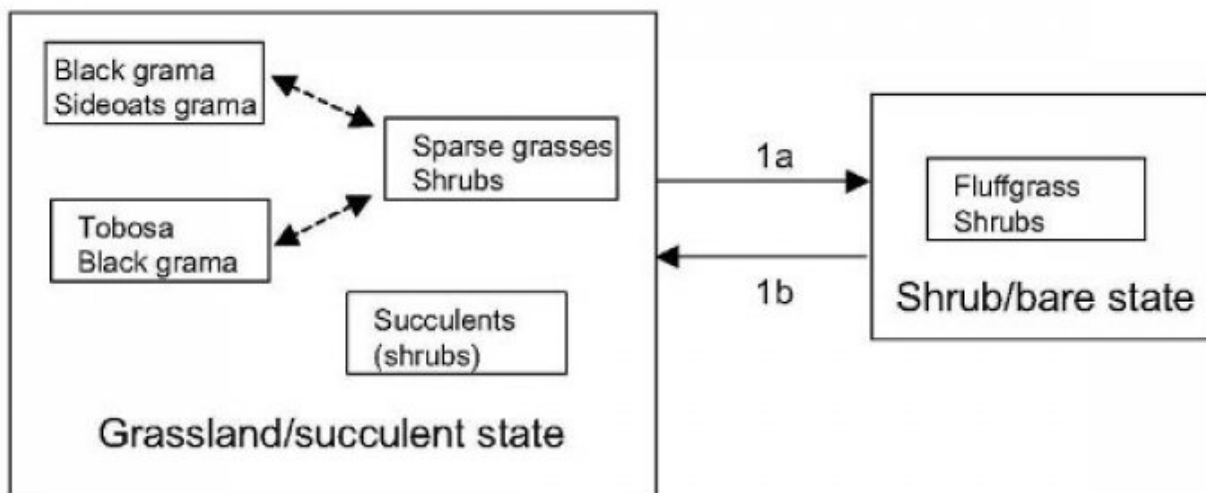 Black grama
Sideoats grama
Sparse grasses
Shrubs
Tobosa
Black grama
Succulents
(shrubs)
Grassland/succulent state
1a
1b
Fluffgrass
Shrubs
Shrub/bare state